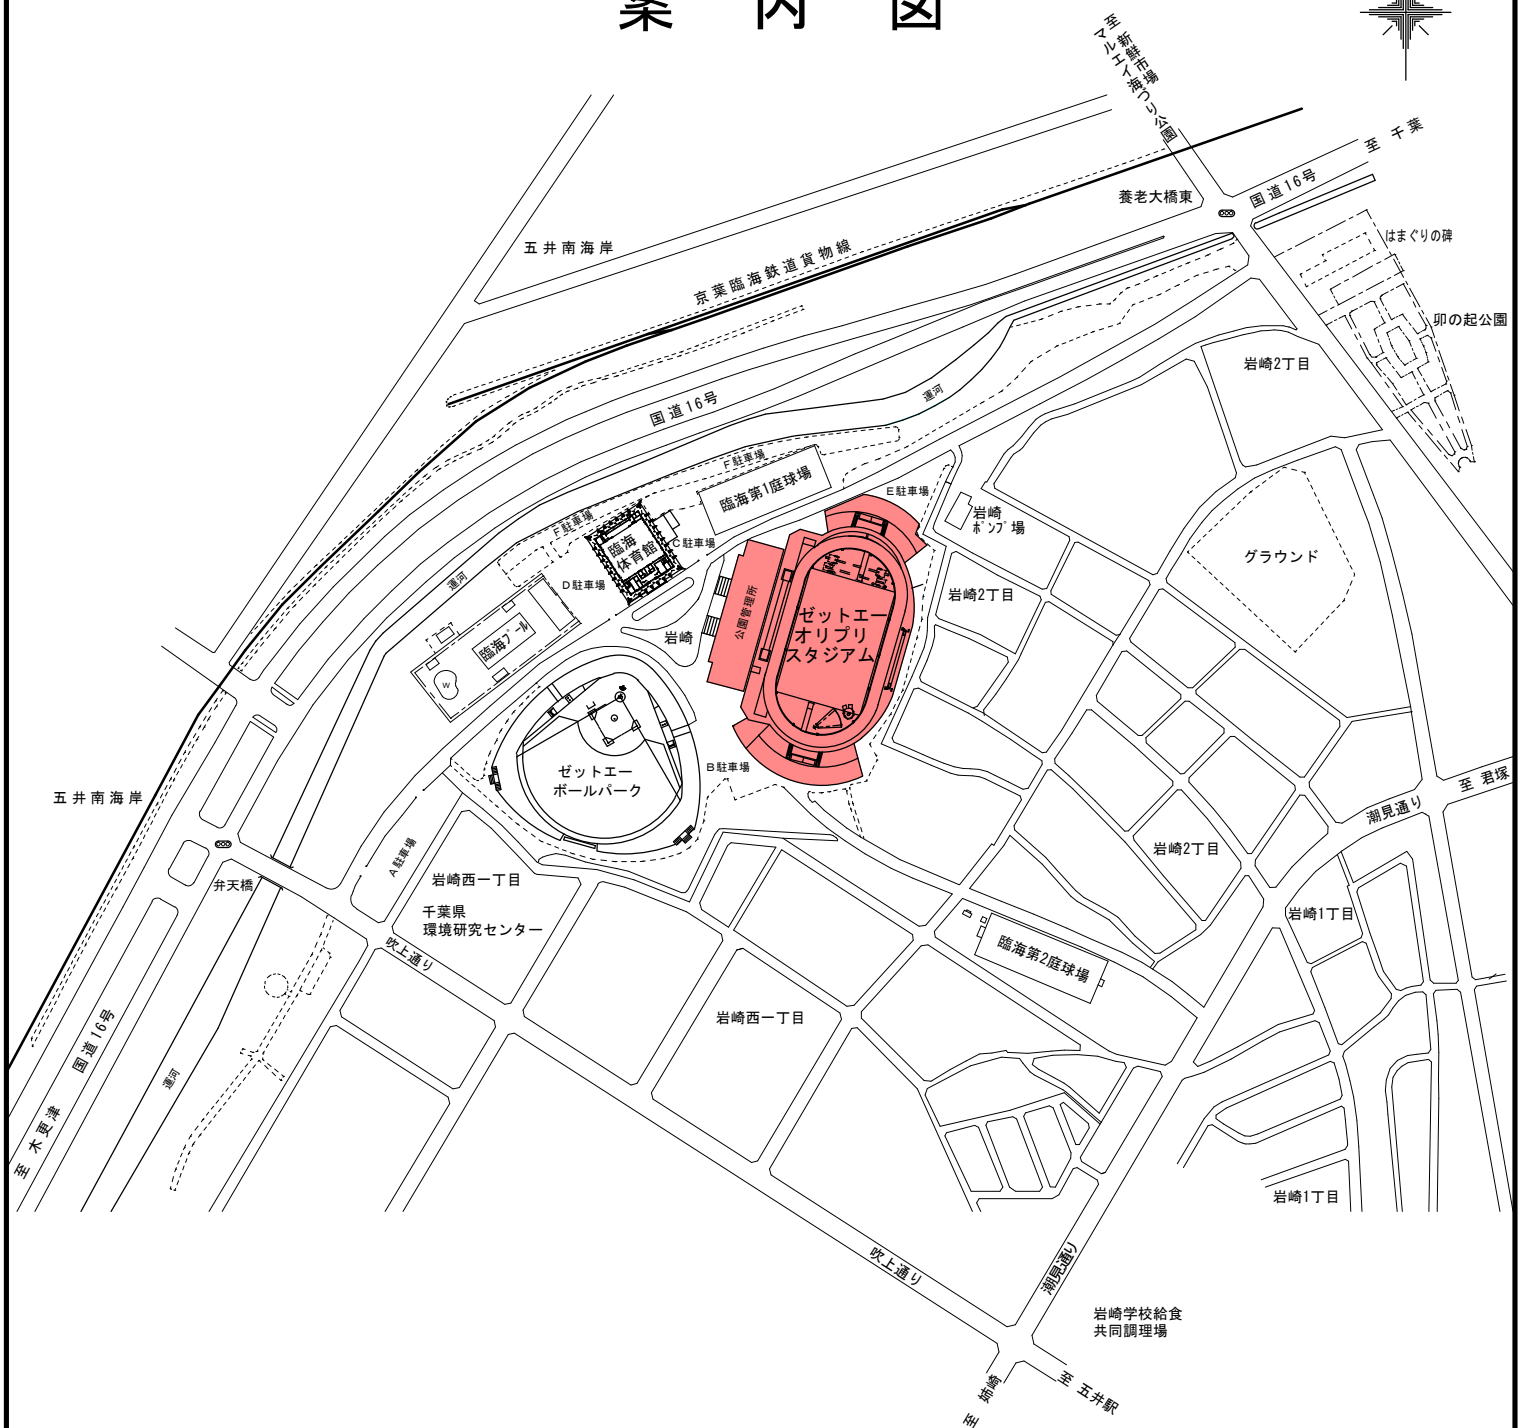 案内図
至 新鮮市場
マルエイ海づり公園
至 千葉
国道16号
養老大橋東
はまぐりの碑
卯の起公園
五井南海岸
京葉臨海鉄道貨物線
国道16号
運河
岩崎2丁目
F駐車場
臨海第1庭球場
E駐車場
岩崎
ポンプ場
F駐車場
臨海
体育館
C駐車場
グラウンド
運河
D駐車場
岩崎2丁目
公園管理所
ゼットエー
オリプリ
スタジアム
岩崎
臨海プール
W
B駐車場
ゼットエー
ボールパーク
五井南海岸
至 君塚
潮見通り
A駐車場
岩崎2丁目
弁天橋
岩崎西一丁目
千葉県
環境研究センター
岩崎1丁目
吹上通り
臨海第2庭球場
岩崎西一丁目
国道16号
運河
至 木更津
岩崎1丁目
吹上通り
潮見通り
岩崎学校給食
共同調理場
至 五井駅
至 姉崎